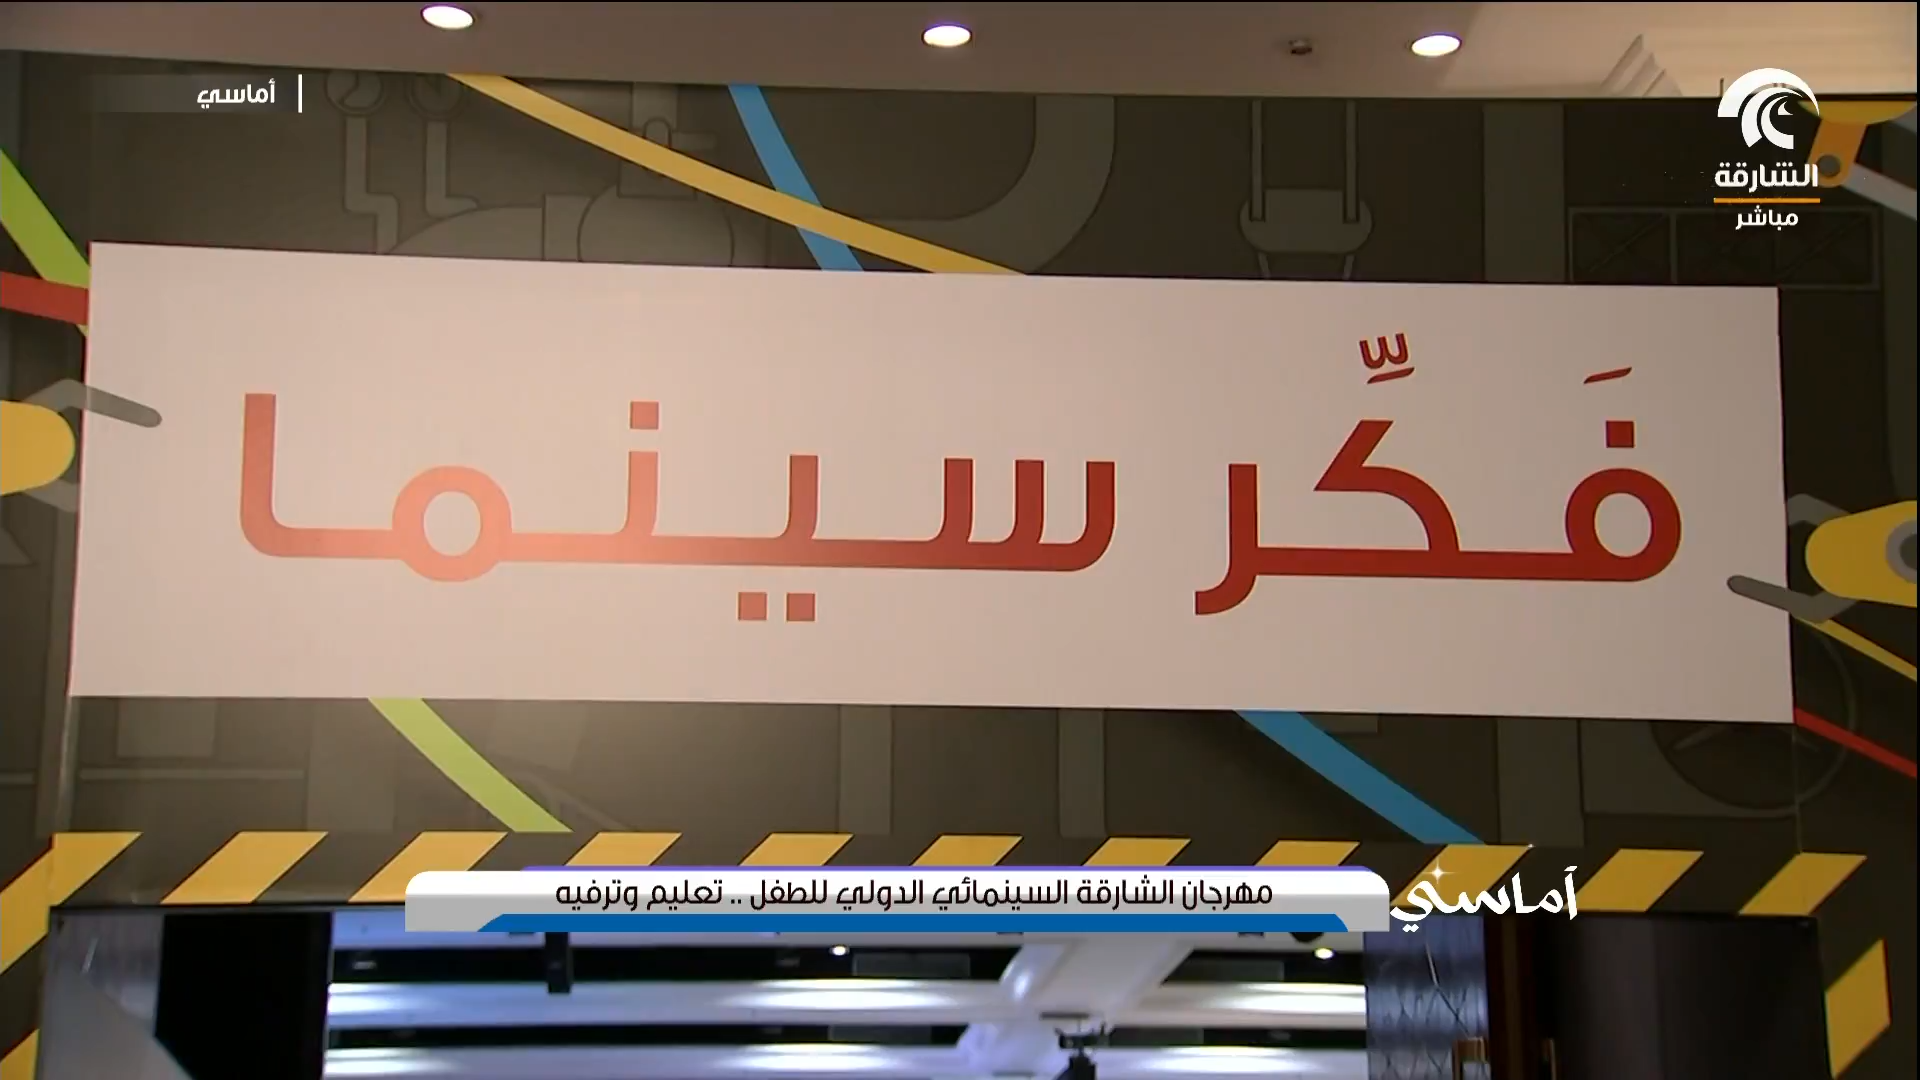 أماسي
الشارقة
مباشر
فَكِّر سينما
مهرجان الشارقة السينمائي الدولي للطفل .. تعليم وترفيه
أماسي